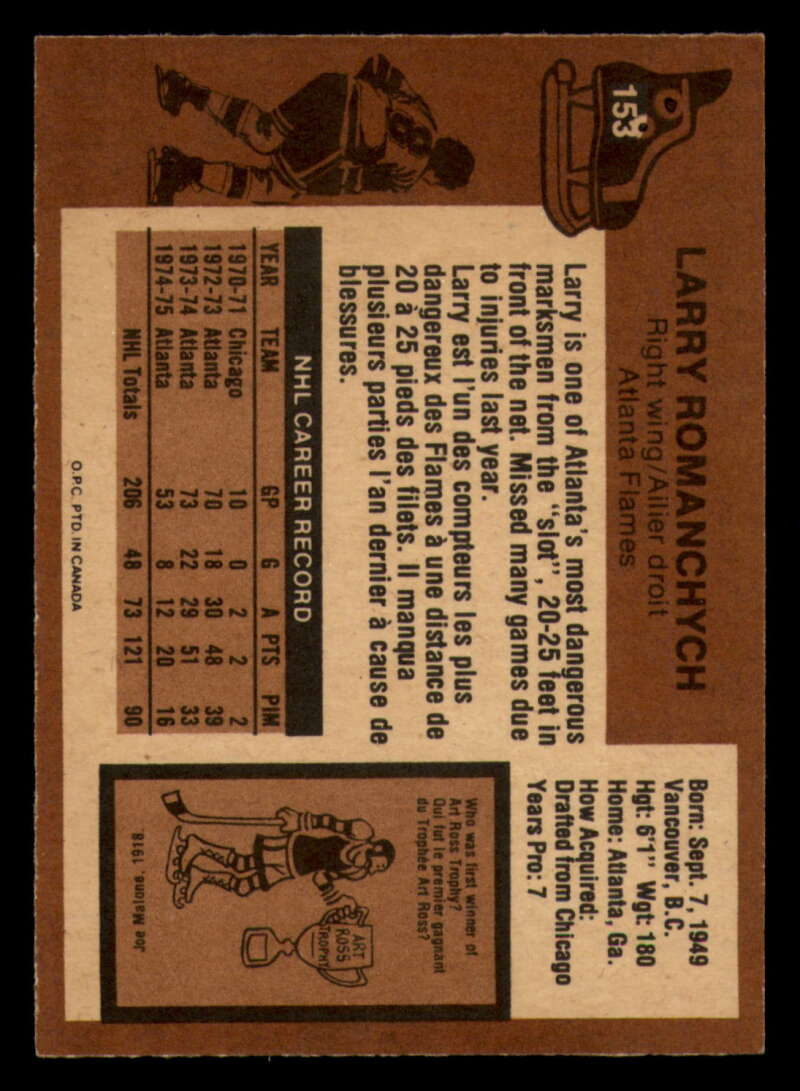 153
LARRY ROMANCHYCH
Right wing/Ailier droit
Atlanta Flames
Born: Sept. 7, 1949
Vancouver, B.C.
Hgt: 6'1" Wgt: 180
Home: Atlanta, Ga.
How Acquired:
Drafted from Chicago
Years Pro: 7
Larry is one of Atlanta's most dangerous
marksmen from the "slot", 20-25 feet in
front of the net. Missed many games due
to injuries last year.
Larry est l'un des compteurs les plus
dangereux des Flames à une distance de
20 à 25 pieds des filets. Il manqua
plusieurs parties l'an dernier à cause de
blessures.
NHL CAREER RECORD
YEAR TEAM GP G A PTS PIM
1970-71 Chicago 10 0 2 2 2
1972-73 Atlanta 70 18 30 48 39
1973-74 Atlanta 73 22 29 51 33
1974-75 Atlanta 53 8 12 20 16
NHL Totals 206 48 73 121 90
Who was first winner of
Art Ross Trophy?
Qui fut le premier gagnant
du Trophée Art Ross?
ART
ROSS
TROPHY
Joe Malone, 1918
8
O.P.C. PTD. IN CANADA